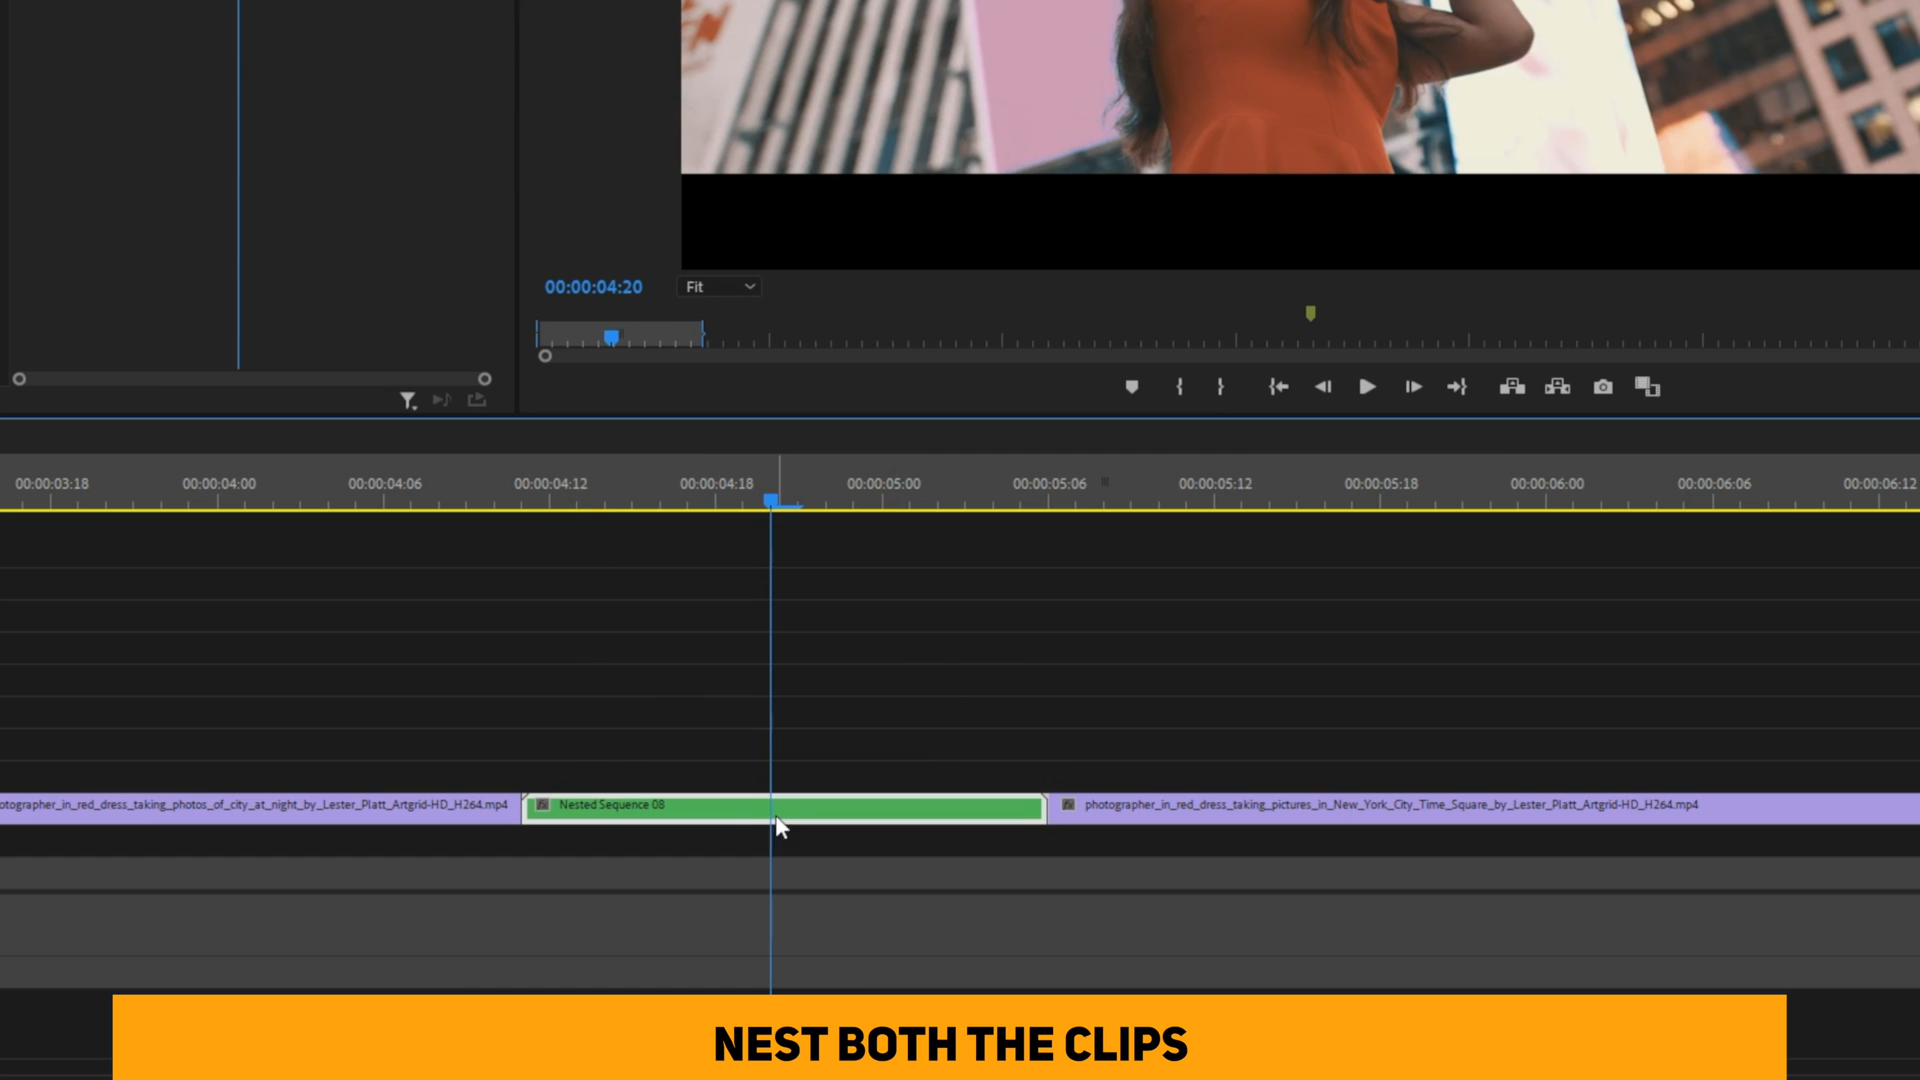 00:00:04:20
Fit
00:00:03:18
00:00:04:00
00:00:04:06
00:00:04:12
00:00:04:18
00:00:05:00
00:00:05:06
00:00:05:12
00:00:05:18
00:00:06:00
00:00:06:06
00:00:06:12
otographer_in_red_dress_taking_photos_of_city_at_night_by_Lester_Platt_Artgrid-HD_H264.mp4
fx
Nested Sequence 08
fx
photographer_in_red_dress_taking_pictures_in_New_York_City_Time_Square_by_Lester_Platt_Artgrid-HD_H264.mp4
NEST BOTH THE CLIPS